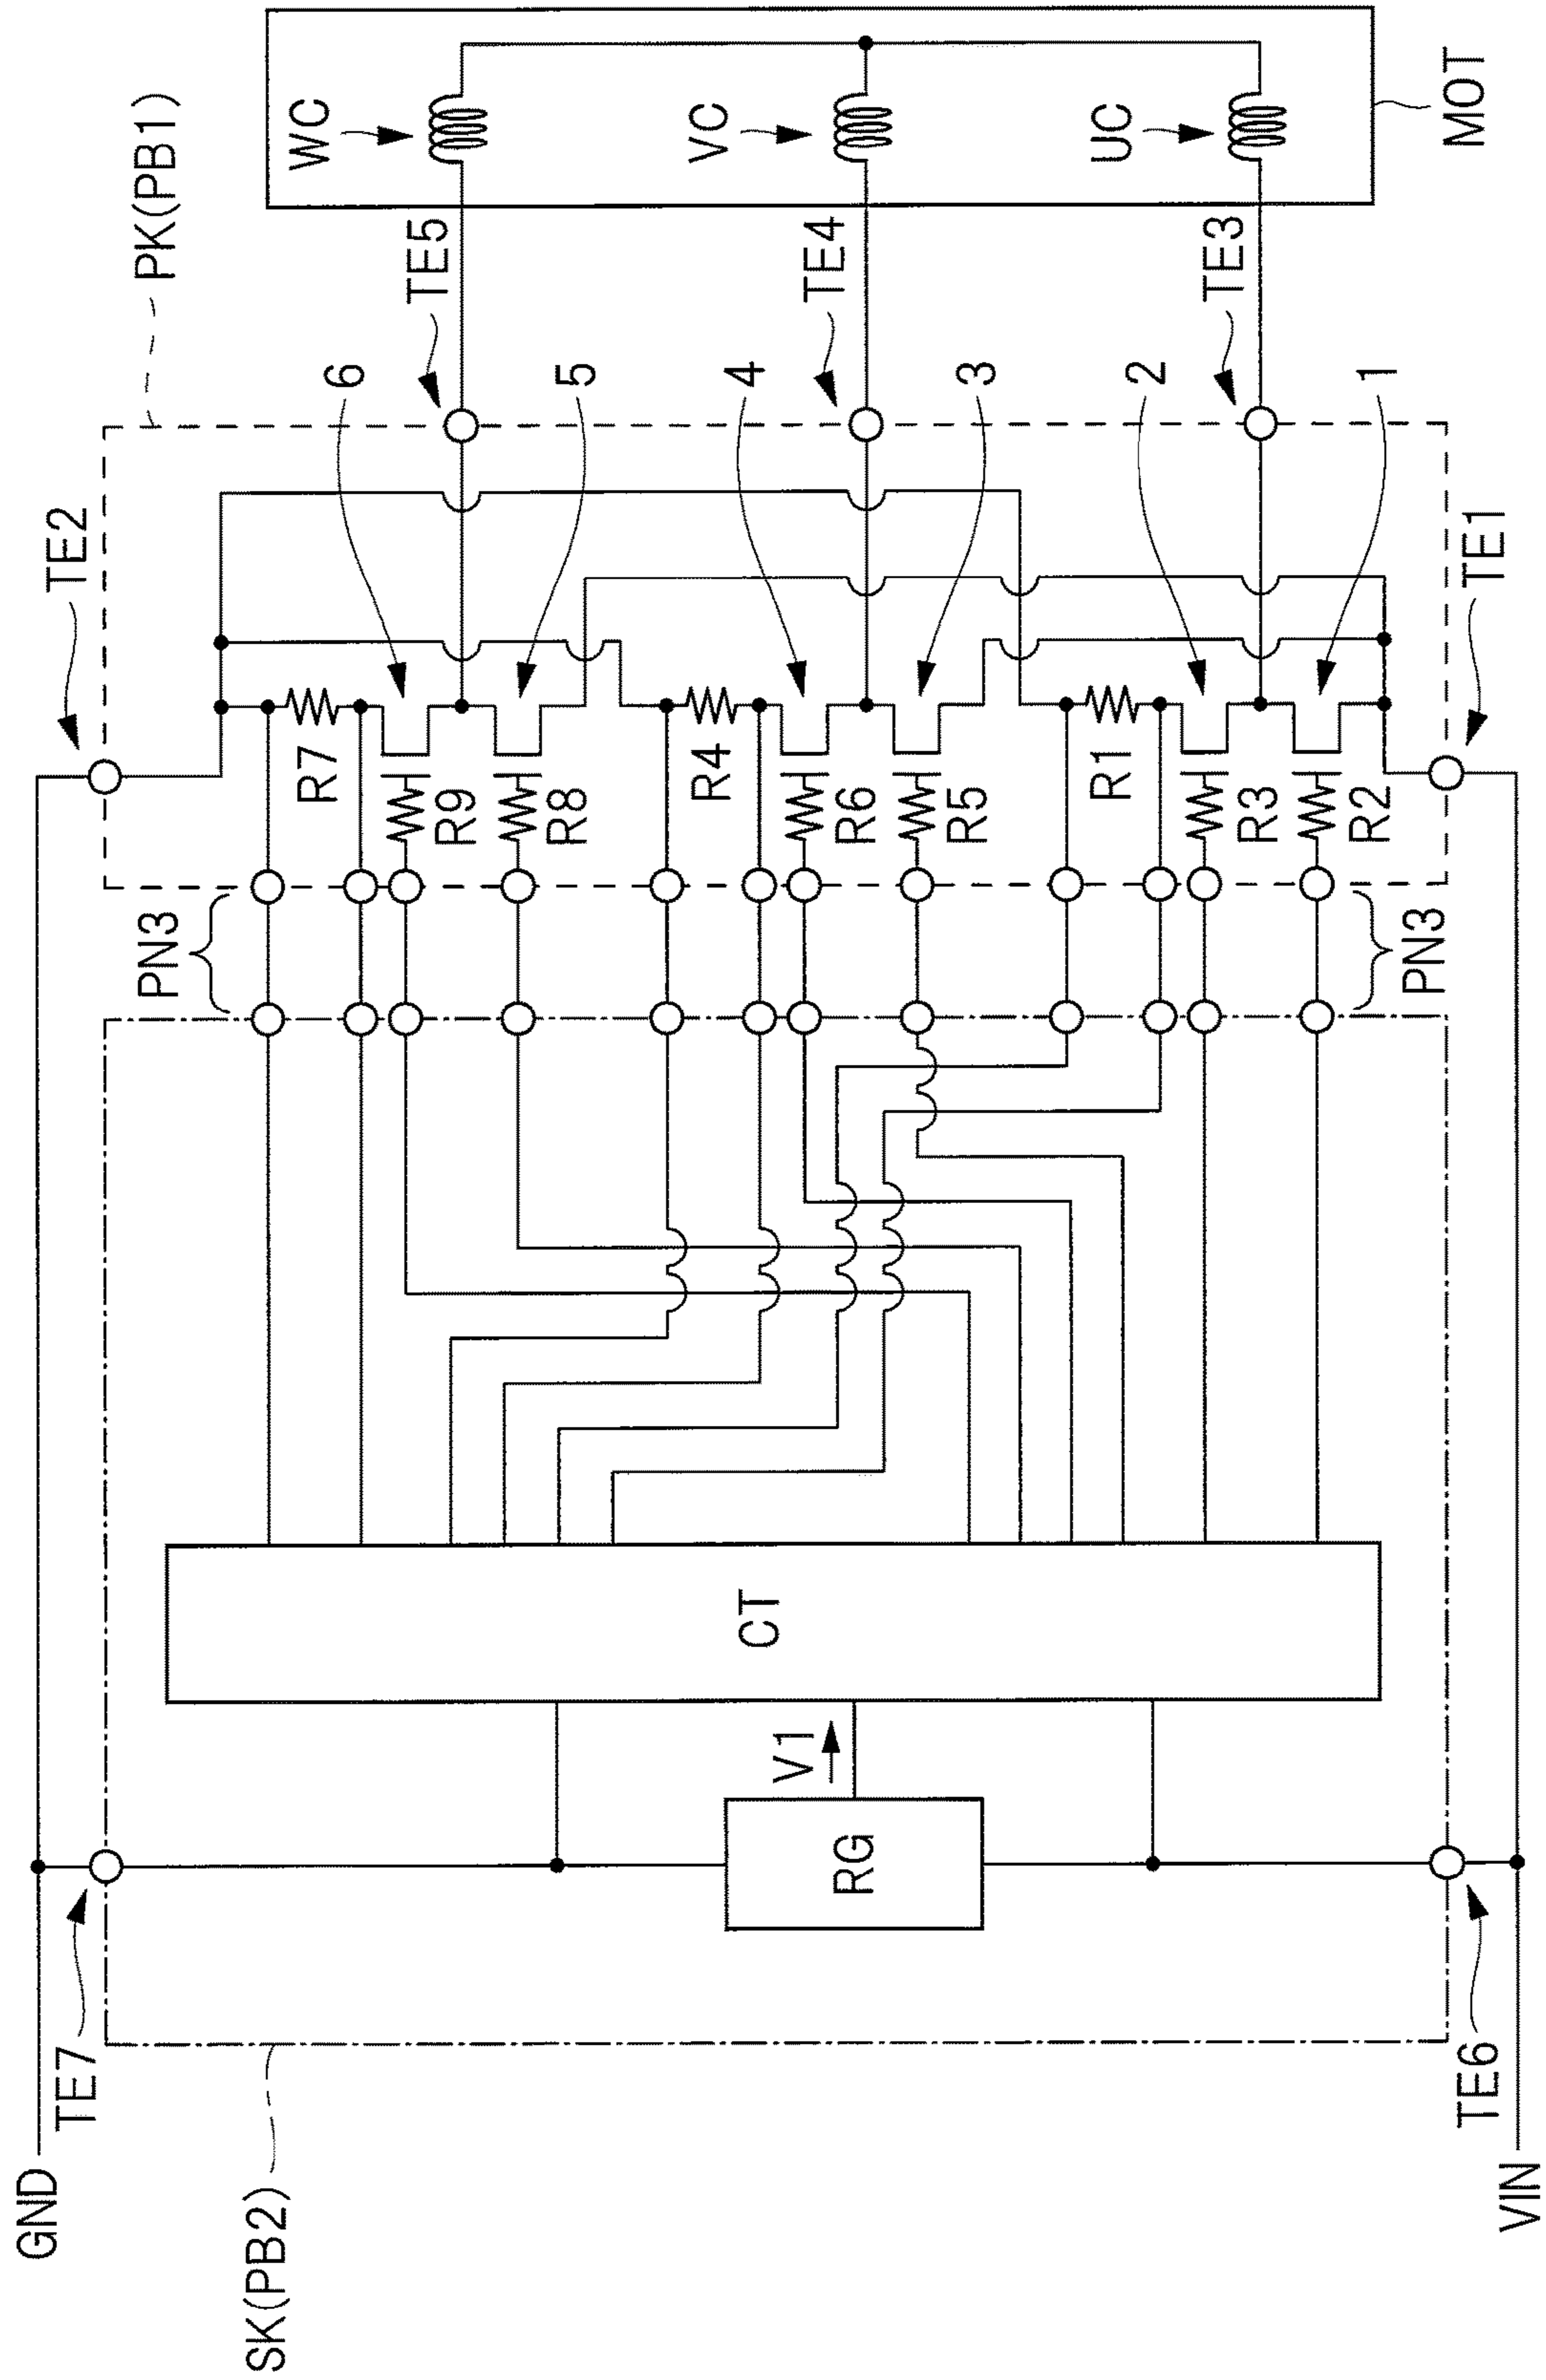 GND
TE7
SK(PB2)
TE2
PK(PB1)
PN3
R7
R9
R8
R4
R6
R5
R1
R3
R2
6
5
4
3
2
1
TE5
TE4
TE3
WC
VC
UC
MOT
TE1
PN3
CT
V1
RG
TE6
VIN